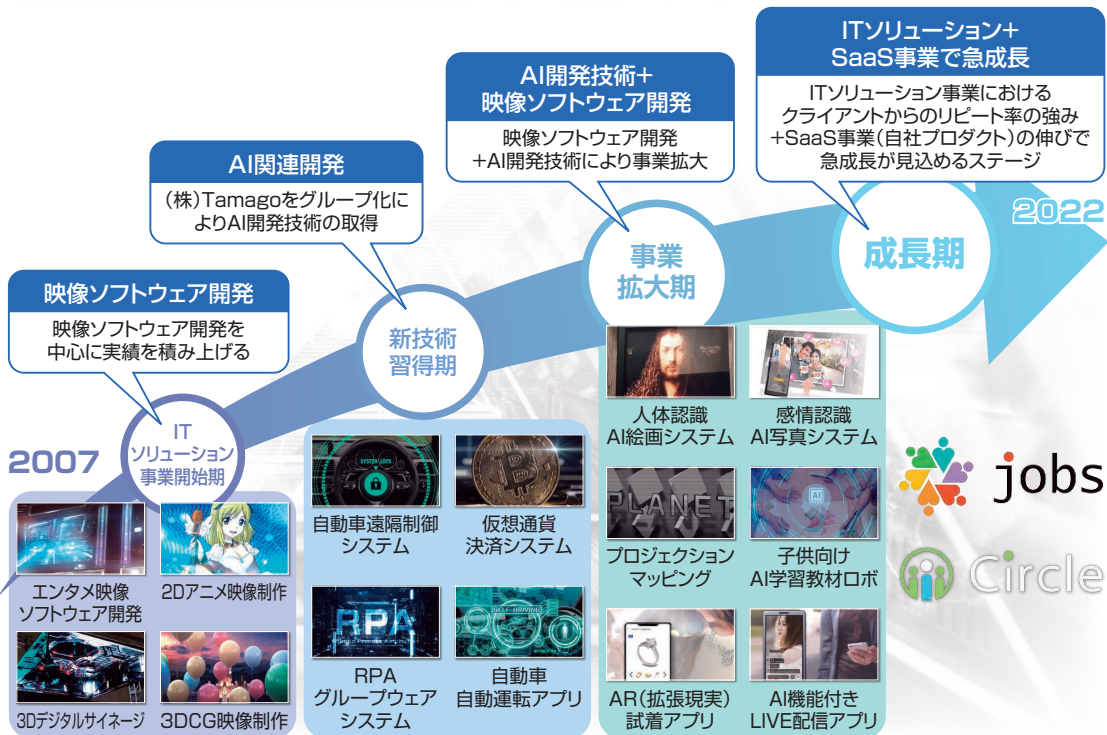 ITソリューション+
SaaS事業で急成長
ITソリューション事業における
クライアントからのリピート率の強み
+SaaS事業(自社プロダクト)の伸びで
急成長が見込めるステージ
AI開発技術+
映像ソフトウェア開発
映像ソフトウェア開発
+AI開発技術により事業拡大
AI関連開発
(株)Tamagoをグループ化に
よりAI開発技術の取得
映像ソフトウェア開発
映像ソフトウェア開発を
中心に実績を積み上げる
2007
IT
ソリューション
事業開始期
新技術
習得期
事業
拡大期
成長期
2022
エンタメ映像
ソフトウェア開発
2Dアニメ映像制作
3Dデジタルサイネージ
3DCG映像制作
SYSTEM LOCK
自動車遠隔制御
システム
仮想通貨
決済システム
RPA
RPA
グループウェア
システム
SELF-DRIVING
自動車
自動運転アプリ
人体認識
AI絵画システム
感情認識
AI写真システム
PLANET
プロジェクション
マッピング
AI
子供向け
AI学習教材ロボ
AR(拡張現実)
試着アプリ
AI機能付き
LIVE配信アプリ
jobs
Circle